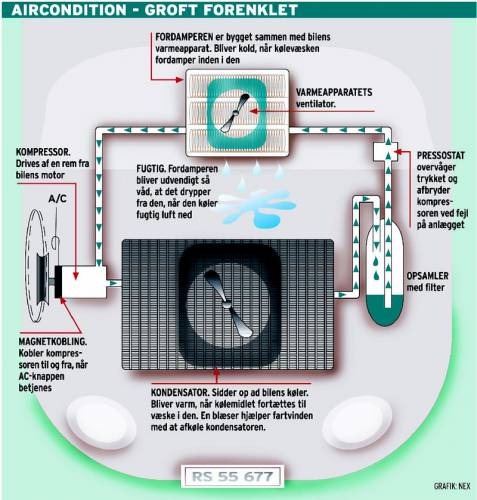 AIRCONDITION - GROFT FORENKLET
FORDAMPEREN er bygget sammen med bilens
varmeapparat. Bliver kold, når kølevæsken
fordamper inden i den
VARMEAPPARATETS
ventilator.
KOMPRESSOR.
Drives af en rem fra
bilens motor
A/C
FUGTIG. Fordamperen
bliver udvendigt så
våd, at det drypper
fra den, når den køler
fugtig luft ned
PRESSOSTAT
overvåger
trykket og
afbryder
kompres-
soren ved fejl
på anlægget
OPSAMLER
med filter
MAGNETKOBLING.
Kobler kompres-
soren til og fra, når
AC-knappen
betjenes
KONDENSATOR. Sidder op ad bilens køler.
Bliver varm, når kølemidlet fortættes til
væske i den. En blæser hjælper fartvinden
med at afkøle kondensatoren.
RS 55 677
GRAFIK: NEX